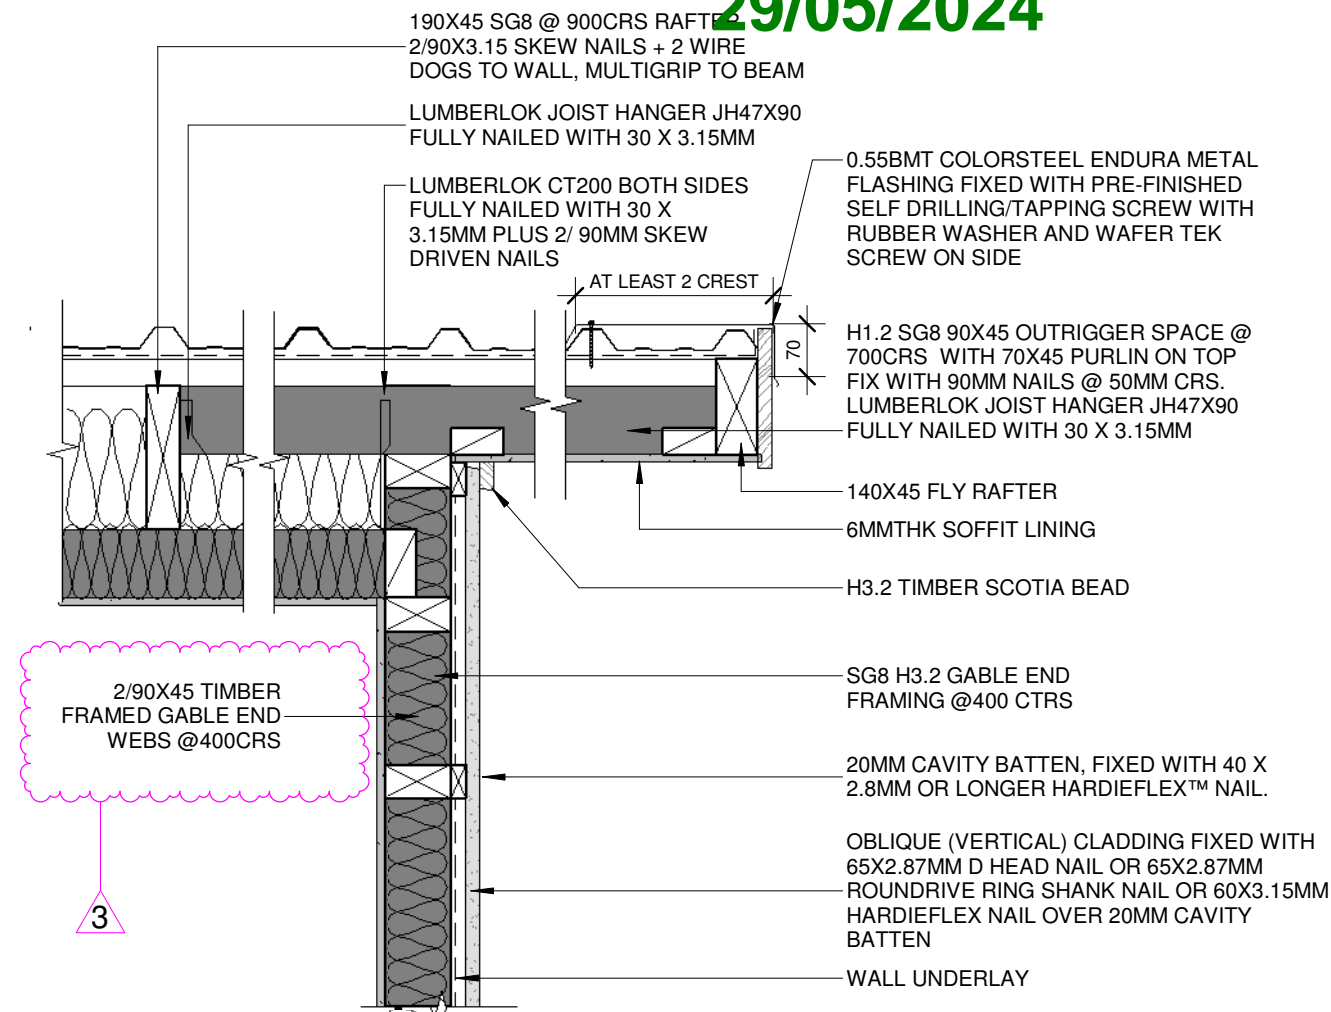 29/05/2024
190X45 SG8 @ 900CRS RAFTER
2/90X3.15 SKEW NAILS + 2 WIRE
DOGS TO WALL, MULTIGRIP TO BEAM
LUMBERLOK JOIST HANGER JH47X90
FULLY NAILED WITH 30 X 3.15MM
LUMBERLOK CT200 BOTH SIDES
FULLY NAILED WITH 30 X
3.15MM PLUS 2/ 90MM SKEW
DRIVEN NAILS
AT LEAST 2 CREST
70
0.55BMT COLORSTEEL ENDURA METAL
FLASHING FIXED WITH PRE-FINISHED
SELF DRILLING/TAPPING SCREW WITH
RUBBER WASHER AND WAFER TEK
SCREW ON SIDE
H1.2 SG8 90X45 OUTRIGGER SPACE @
700CRS WITH 70X45 PURLIN ON TOP
FIX WITH 90MM NAILS @ 50MM CRS.
LUMBERLOK JOIST HANGER JH47X90
FULLY NAILED WITH 30 X 3.15MM
140X45 FLY RAFTER
6MMTHK SOFFIT LINING
H3.2 TIMBER SCOTIA BEAD
2/90X45 TIMBER
FRAMED GABLE END
WEBS @400CRS
3
SG8 H3.2 GABLE END
FRAMING @400 CTRS
20MM CAVITY BATTEN, FIXED WITH 40 X
2.8MM OR LONGER HARDIEFLEX™ NAIL.
OBLIQUE (VERTICAL) CLADDING FIXED WITH
65X2.87MM D HEAD NAIL OR 65X2.87MM
ROUNDRIVE RING SHANK NAIL OR 60X3.15MM
HARDIEFLEX NAIL OVER 20MM CAVITY
BATTEN
WALL UNDERLAY